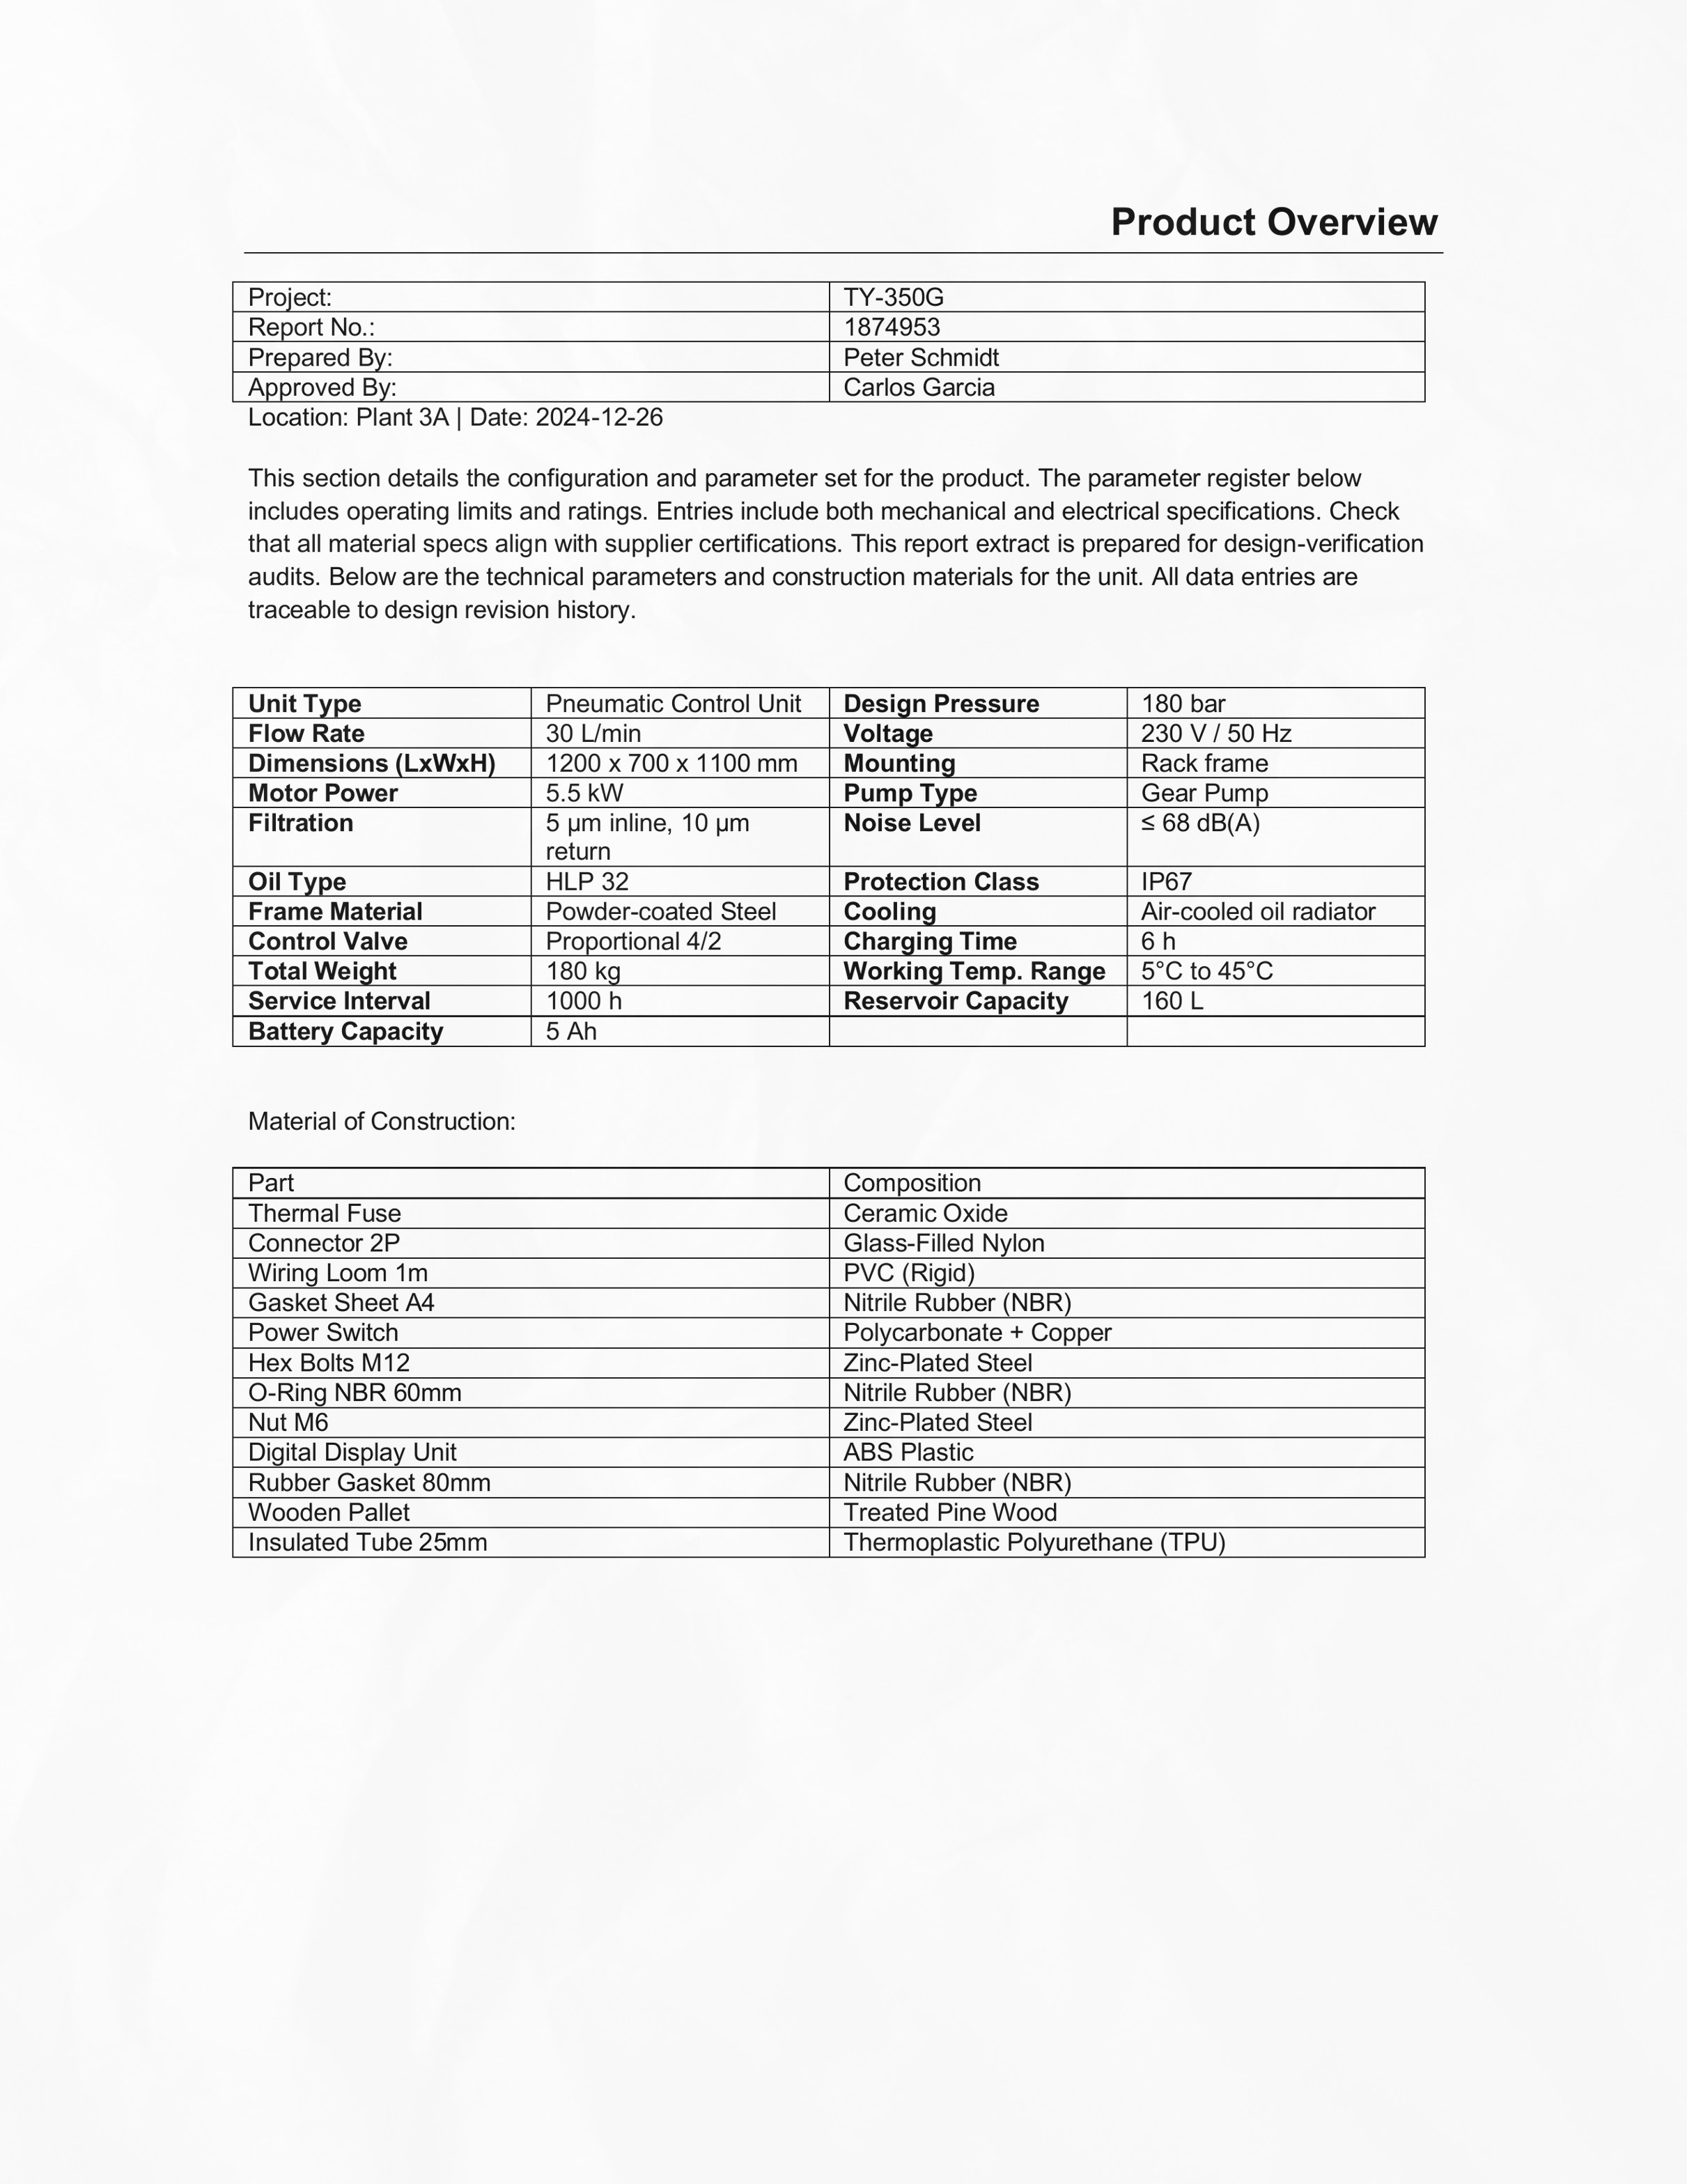 Product Overview
Project: TY-350G
Report No.: 1874953
Prepared By: Peter Schmidt
Approved By: Carlos Garcia
Location: Plant 3A | Date: 2024-12-26
This section details the configuration and parameter set for the product. The parameter register below
includes operating limits and ratings. Entries include both mechanical and electrical specifications. Check
that all material specs align with supplier certifications. This report extract is prepared for design-verification
audits. Below are the technical parameters and construction materials for the unit. All data entries are
traceable to design revision history.
Unit Type Pneumatic Control Unit Design Pressure 180 bar
Flow Rate 30 L/min Voltage 230 V / 50 Hz
Dimensions (LxWxH) 1200 x 700 x 1100 mm Mounting Rack frame
Motor Power 5.5 kW Pump Type Gear Pump
Filtration 5 µm inline, 10 µm Noise Level ≤ 68 dB(A)
return
Oil Type HLP 32 Protection Class IP67
Frame Material Powder-coated Steel Cooling Air-cooled oil radiator
Control Valve Proportional 4/2 Charging Time 6 h
Total Weight 180 kg Working Temp. Range 5°C to 45°C
Service Interval 1000 h Reservoir Capacity 160 L
Battery Capacity 5 Ah
Material of Construction:
Part Composition
Thermal Fuse Ceramic Oxide
Connector 2P Glass-Filled Nylon
Wiring Loom 1m PVC (Rigid)
Gasket Sheet A4 Nitrile Rubber (NBR)
Power Switch Polycarbonate + Copper
Hex Bolts M12 Zinc-Plated Steel
O-Ring NBR 60mm Nitrile Rubber (NBR)
Nut M6 Zinc-Plated Steel
Digital Display Unit ABS Plastic
Rubber Gasket 80mm Nitrile Rubber (NBR)
Wooden Pallet Treated Pine Wood
Insulated Tube 25mm Thermoplastic Polyurethane (TPU)